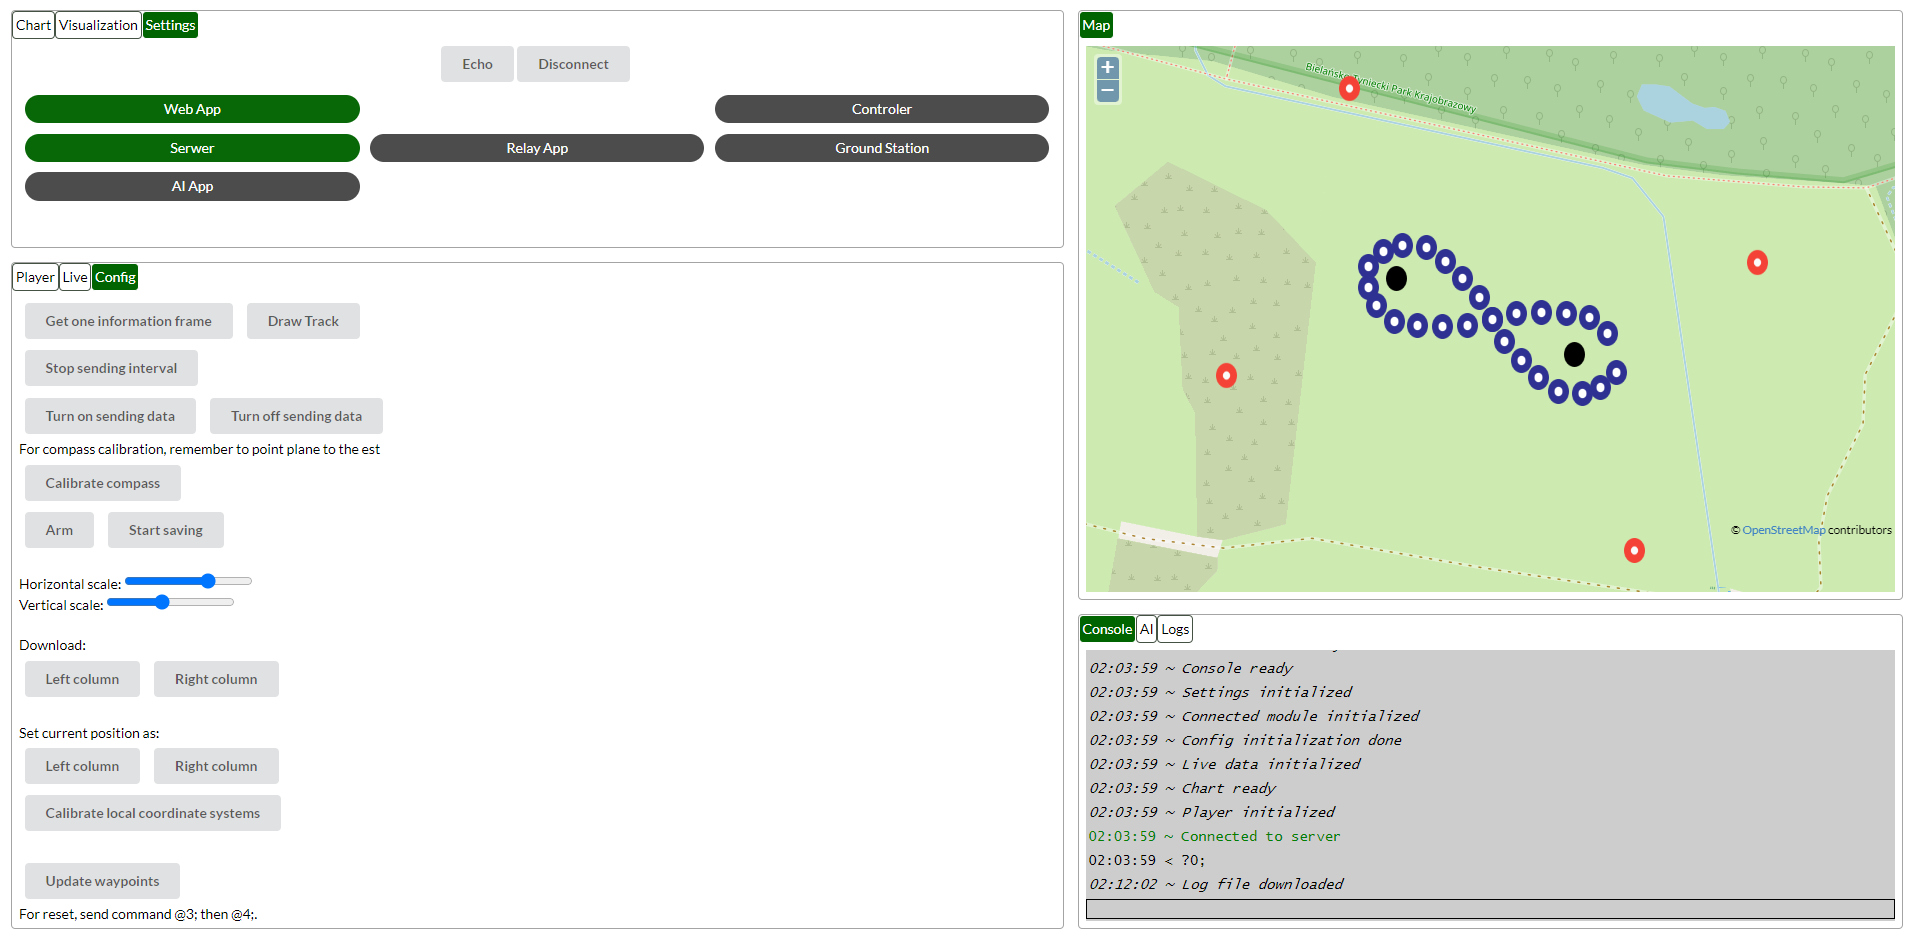 Chart Visualization Settings
Echo Disconnect
Web App Controler
Serwer Relay App Ground Station
AI App
Player Live Config
Get one information frame Draw Track
Stop sending interval
Turn on sending data Turn off sending data
For compass calibration, remember to point plane to the est
Calibrate compass
Arm Start saving
Horizontal scale:
Vertical scale:
Download:
Left column Right column
Set current position as:
Left column Right column
Calibrate local coordinate systems
Update waypoints
For reset, send command @3; then @4;.
Map
+
−
Park Krajobrazowy
© OpenStreetMap contributors
Console AI Logs
02:03:59 ~ Console ready
02:03:59 ~ Settings initialized
02:03:59 ~ Connected module initialized
02:03:59 ~ Config initialization done
02:03:59 ~ Live data initialized
02:03:59 ~ Chart ready
02:03:59 ~ Player initialized
02:03:59 ~ Connected to server
02:03:59 < ?0;
02:12:02 ~ Log file downloaded